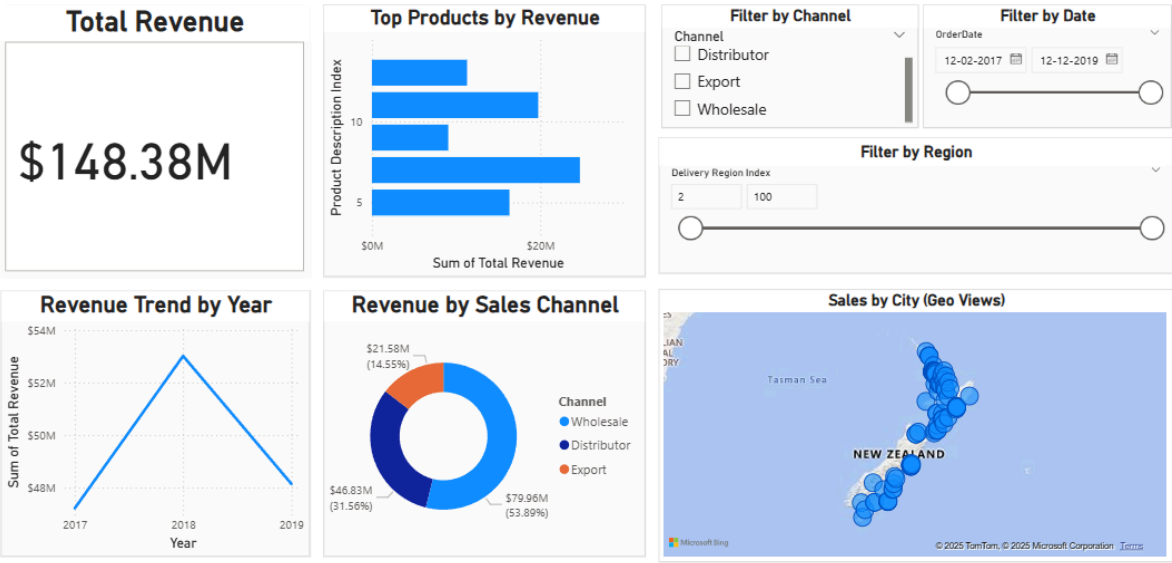 Total Revenue
$148.38M
Top Products by Revenue
Product Description Index
10
5
$0M
$20M
Sum of Total Revenue
Filter by Channel
Channel
Distributor
Export
Wholesale
Filter by Date
OrderDate
12-02-2017
12-12-2019
Filter by Region
Delivery Region Index
2
100
Revenue Trend by Year
Sum of Total Revenue
$54M
$52M
$50M
$48M
2017
2018
2019
Year
Revenue by Sales Channel
$21.58M
(14.55%)
$46.83M
(31.56%)
$79.96M
(53.89%)
Channel
Wholesale
Distributor
Export
Sales by City (Geo Views)
Tasman Sea
NEW ZEALAND
Microsoft Bing
© 2025 TomTom, © 2025 Microsoft Corporation Terms